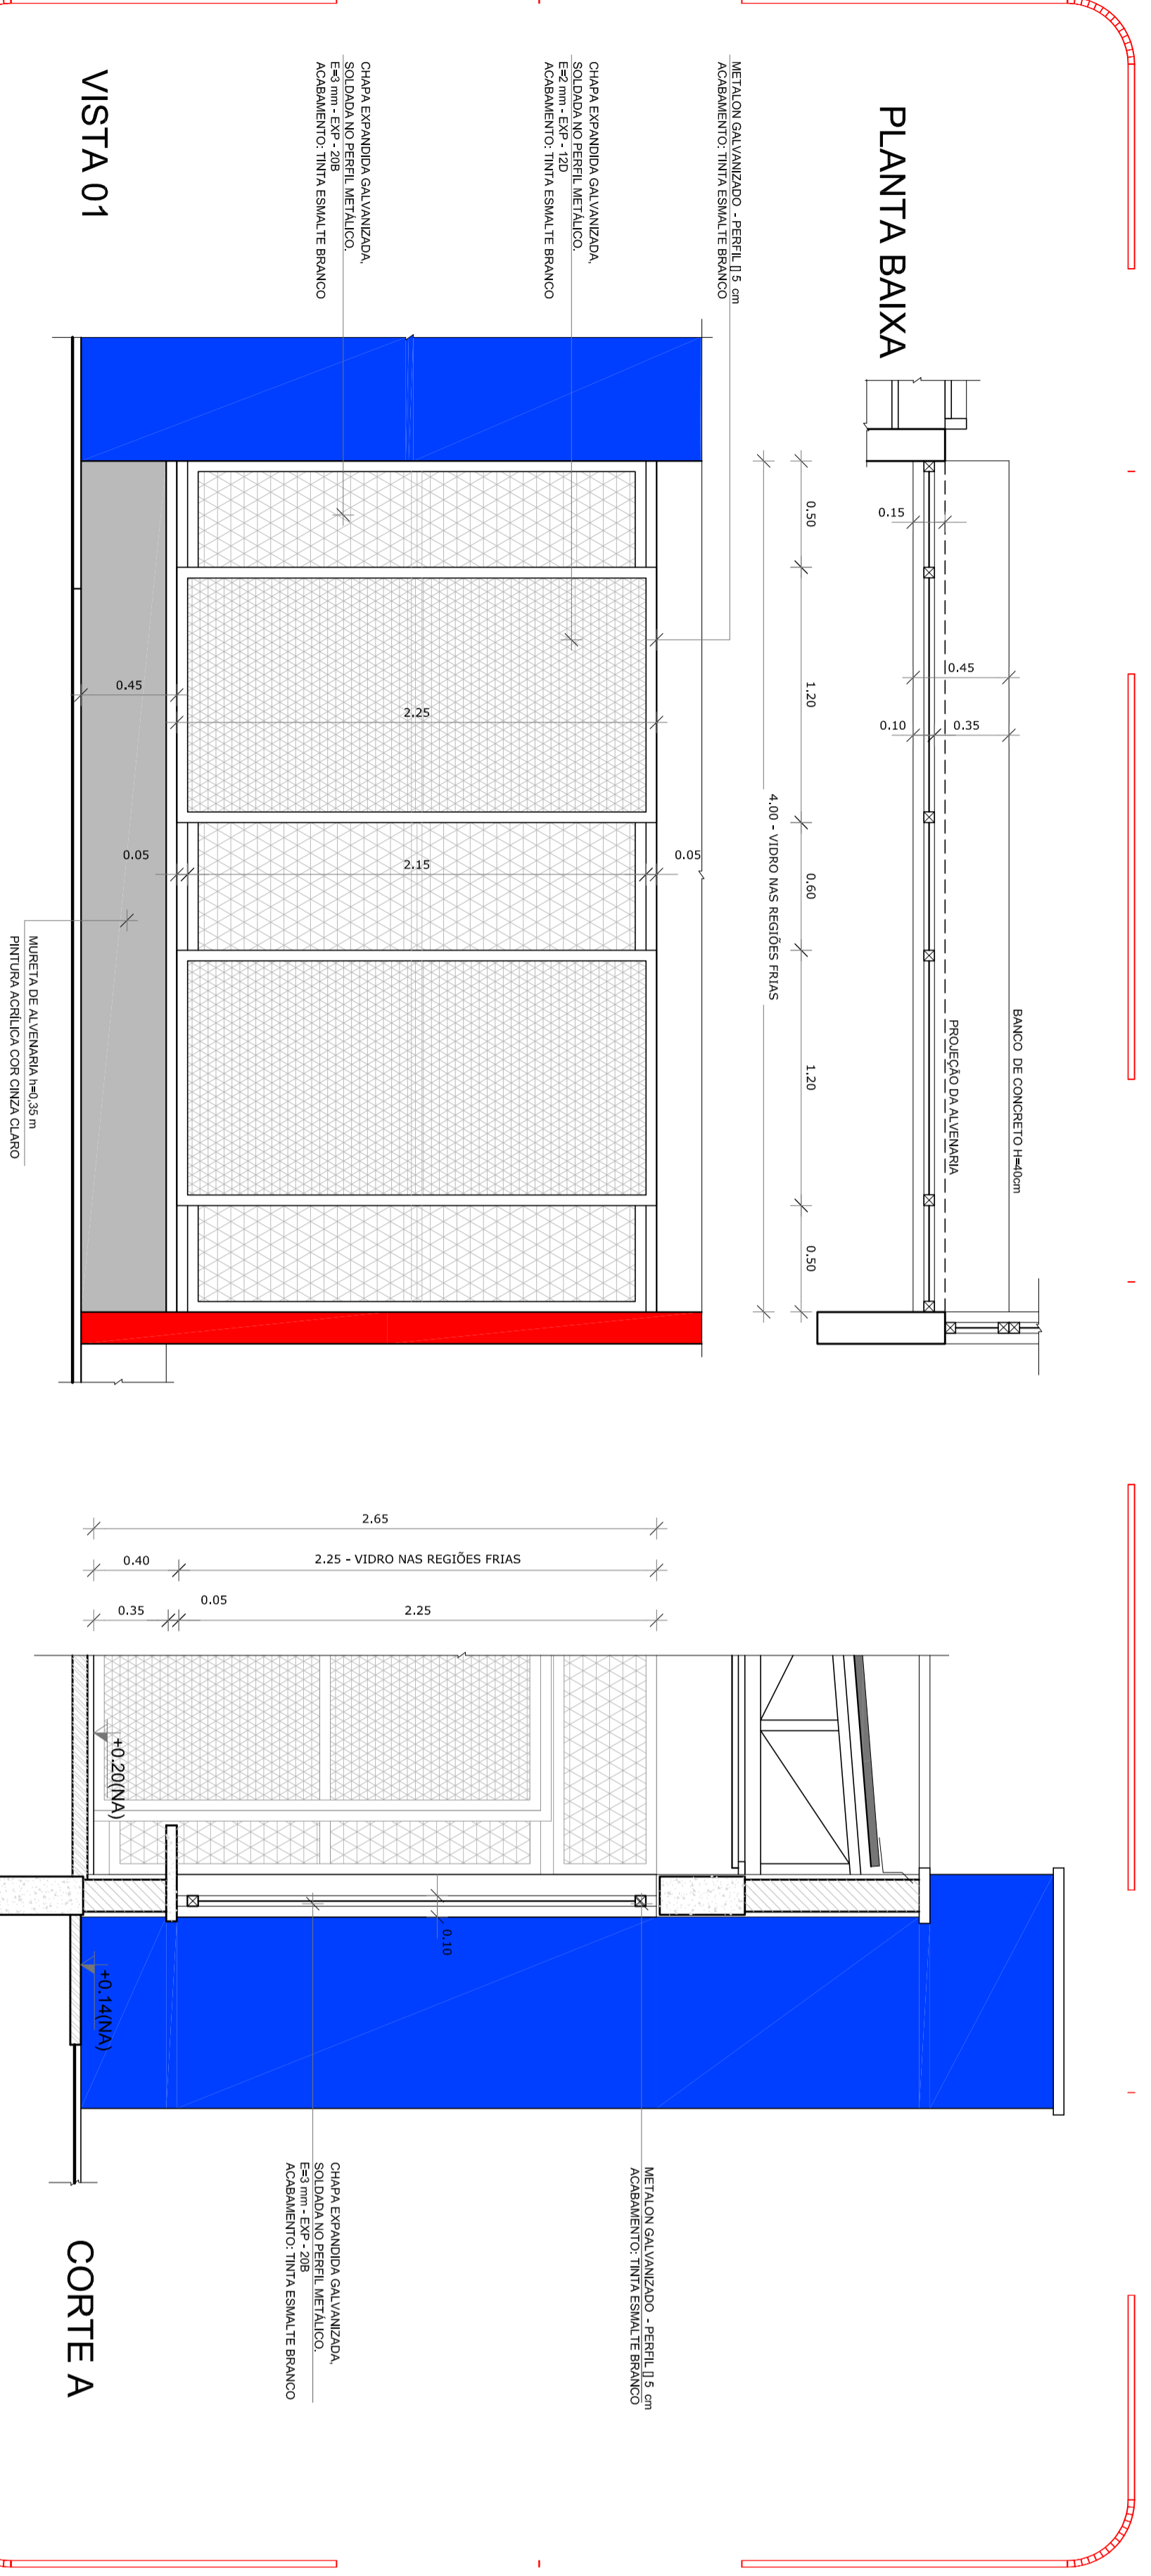 PLANTA BAIXA
0.15
0.45
0.10
0.35
BANCO DE CONCRETO H=40cm
PROJEÇÃO DA ALVENARIA
0.50
1.20
0.60
1.20
0.50
4.00 - VIDRO NAS REGIÕES FRIAS
METALON GALVANIZADO - PERFIL [] 5 cm
ACABAMENTO: TINTA ESMALTE BRANCO
CHAPA EXPANDIDA GALVANIZADA,
SOLDADA NO PERFIL METÁLICO.
E=2 mm - EXP - 12D
ACABAMENTO: TINTA ESMALTE BRANCO
CHAPA EXPANDIDA GALVANIZADA,
SOLDADA NO PERFIL METÁLICO.
E=3 mm - EXP - 20B
ACABAMENTO: TINTA ESMALTE BRANCO
0.45
2.25
0.05
2.15
0.05
MURETA DE ALVENARIA h=0,35 m
PINTURA ACRÍLICA COR CINZA CLARO
VISTA 01
2.65
0.40
2.25 - VIDRO NAS REGIÕES FRIAS
0.35
0.05
2.25
+0.20(NA)
0.10
+0.14(NA)
METALON GALVANIZADO - PERFIL [] 5 cm
ACABAMENTO: TINTA ESMALTE BRANCO
CHAPA EXPANDIDA GALVANIZADA,
SOLDADA NO PERFIL METÁLICO.
E=3 mm - EXP - 20B
ACABAMENTO: TINTA ESMALTE BRANCO
CORTE A